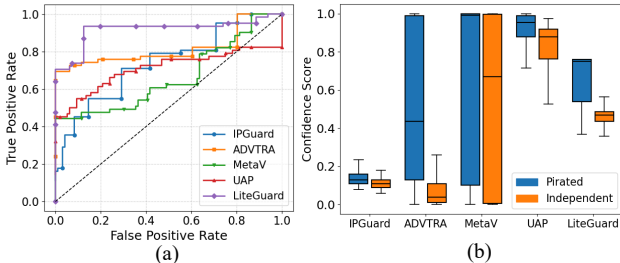 (a)
True Positive Rate
1.0
0.8
0.6
0.4
0.2
0.0
IPGuard
ADVTRA
MetaV
UAP
LiteGuard
0.0 0.2 0.4 0.6 0.8 1.0
False Positive Rate
(a)
(b)
Confidence Score
1.0
0.8
0.6
0.4
0.2
0.0
Pirated
Independent
IPGuard ADVTRA MetaV UAP LiteGuard
(b)